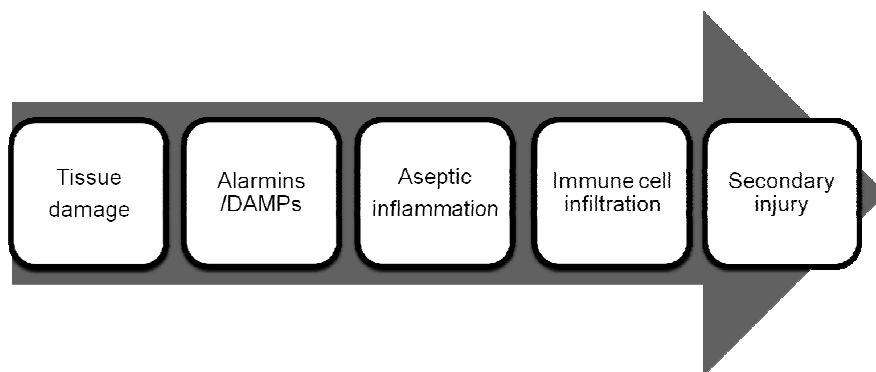 Tissue
damage
Alarmins
/DAMPs
Aseptic
inflammation
Immune cell
infiltration
Secondary
injury